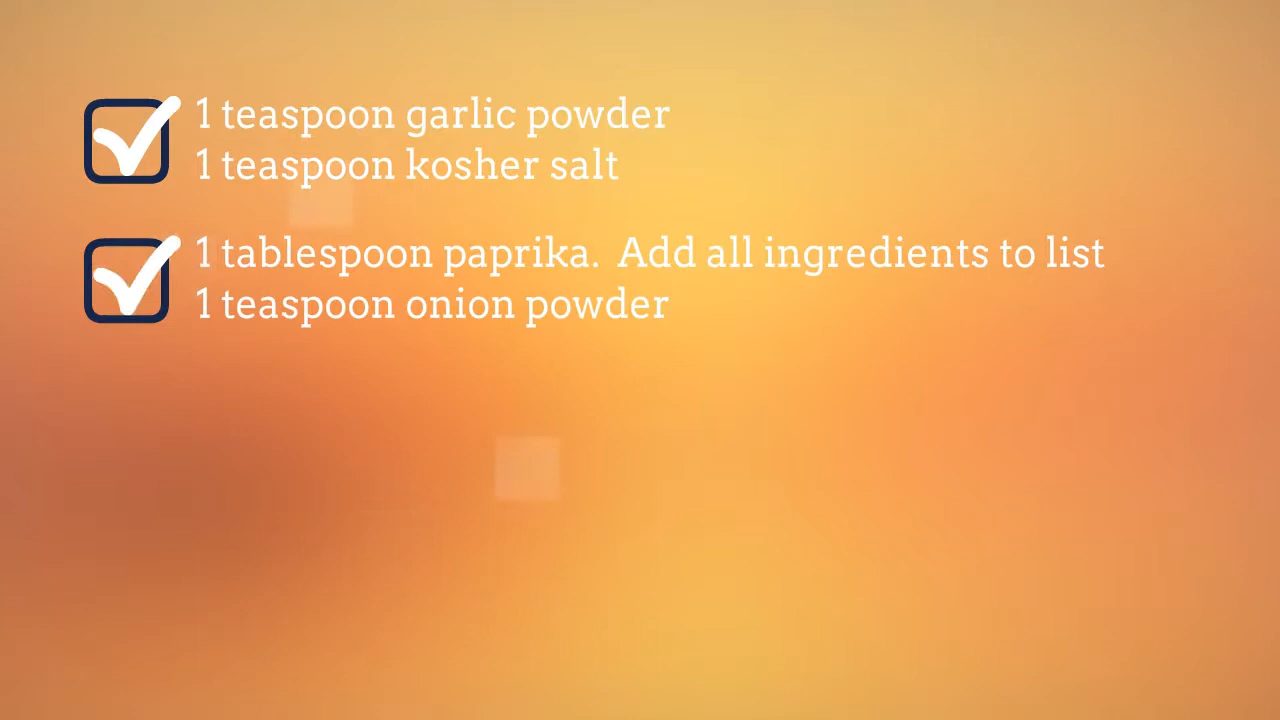 1 teaspoon garlic powder
1 teaspoon kosher salt
1 tablespoon paprika.  Add all ingredients to list
1 teaspoon onion powder